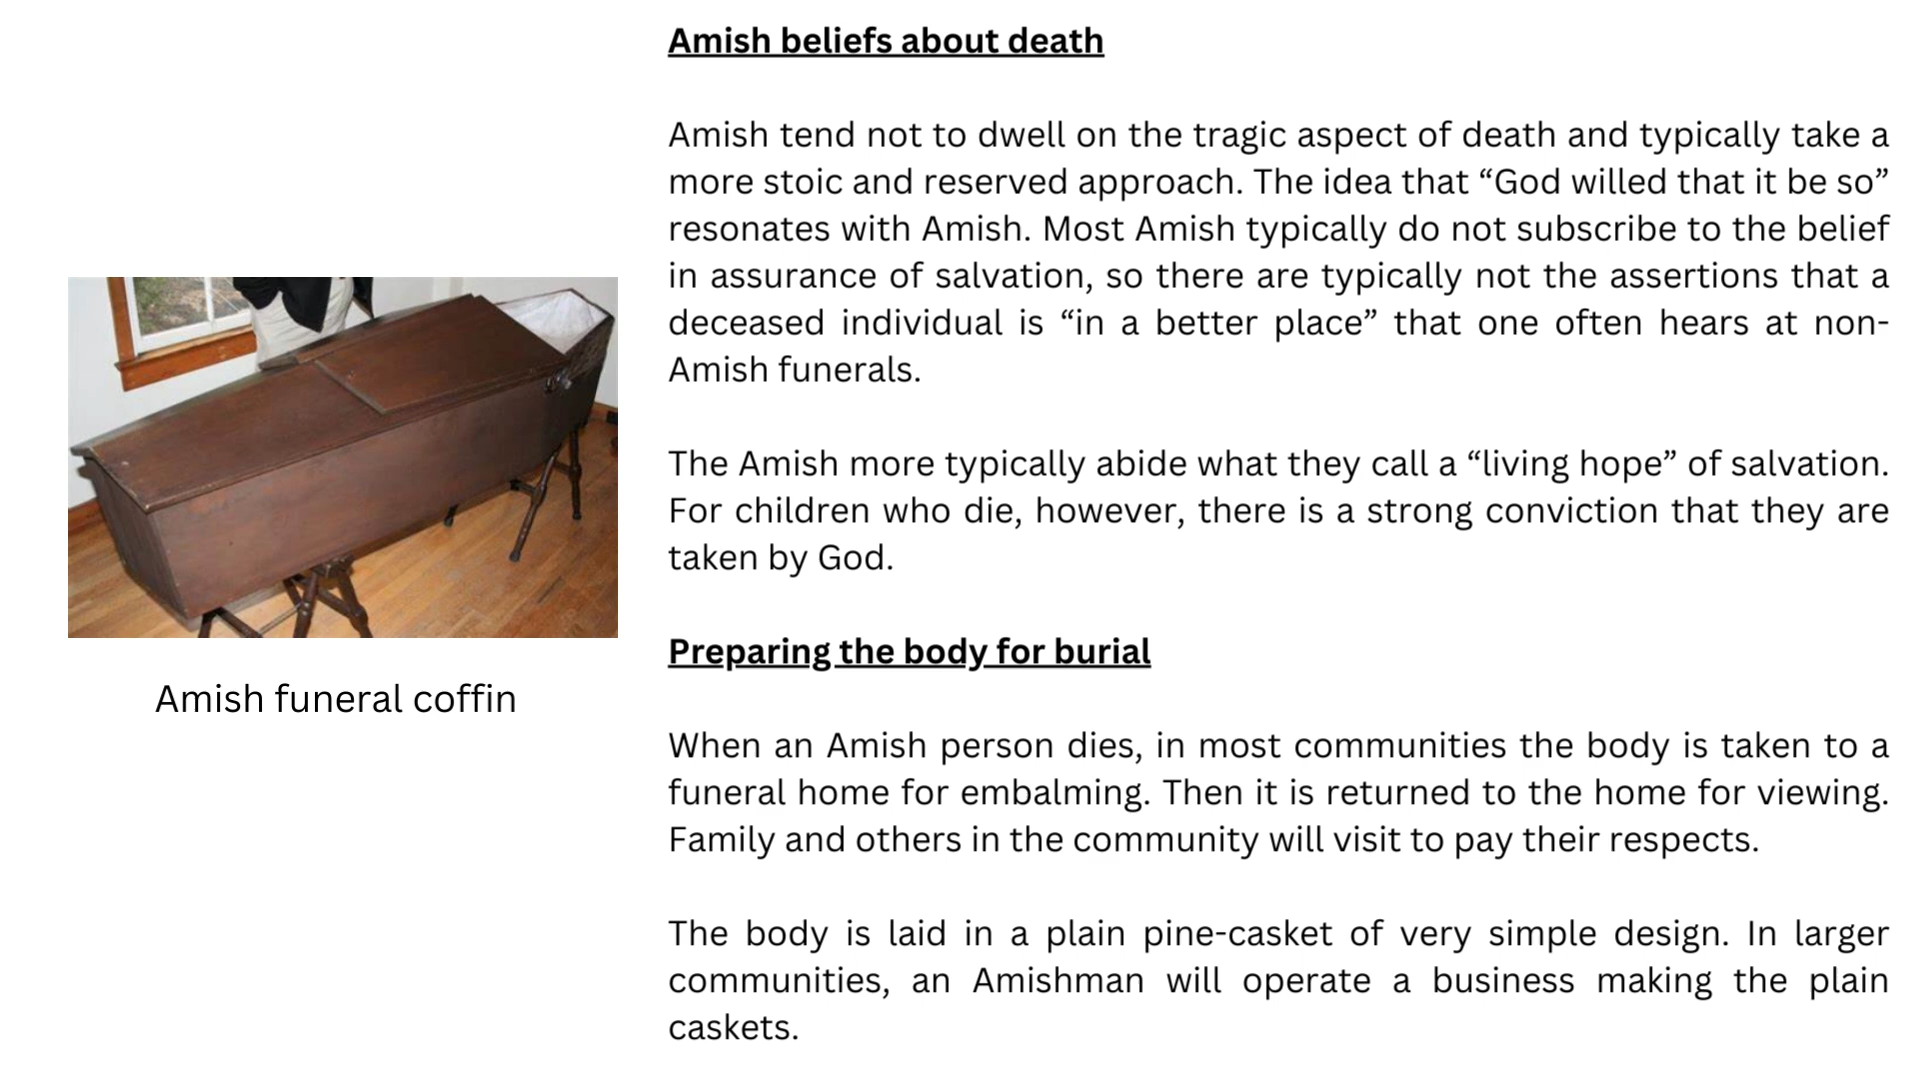 Amish beliefs about death
Amish tend not to dwell on the tragic aspect of death and typically take a
more stoic and reserved approach. The idea that “God willed that it be so”
resonates with Amish. Most Amish typically do not subscribe to the belief
in assurance of salvation, so there are typically not the assertions that a
deceased individual is “in a better place” that one often hears at non-
Amish funerals.
The Amish more typically abide what they call a “living hope” of salvation.
For children who die, however, there is a strong conviction that they are
taken by God.
Amish funeral coffin
Preparing the body for burial
When an Amish person dies, in most communities the body is taken to a
funeral home for embalming. Then it is returned to the home for viewing.
Family and others in the community will visit to pay their respects.
The body is laid in a plain pine-casket of very simple design. In larger
communities, an Amishman will operate a business making the plain
caskets.